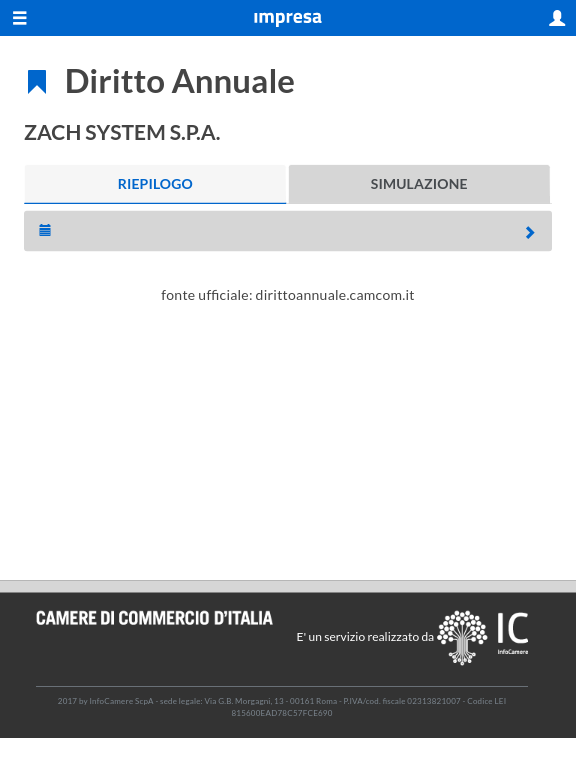 impresa
Diritto Annuale
ZACH SYSTEM S.P.A.
RIEPILOGO
SIMULAZIONE
fonte ufficiale: dirittoannuale.camcom.it
CAMERE DI COMMERCIO D'ITALIA
E' un servizio realizzato da
IC
InfoCamere
2017 by InfoCamere ScpA - sede legale: Via G.B. Morgagni, 13 - 00161 Roma - P.IVA/cod. fiscale 02313821007 - Codice LEI
815600EAD78C57FCE690